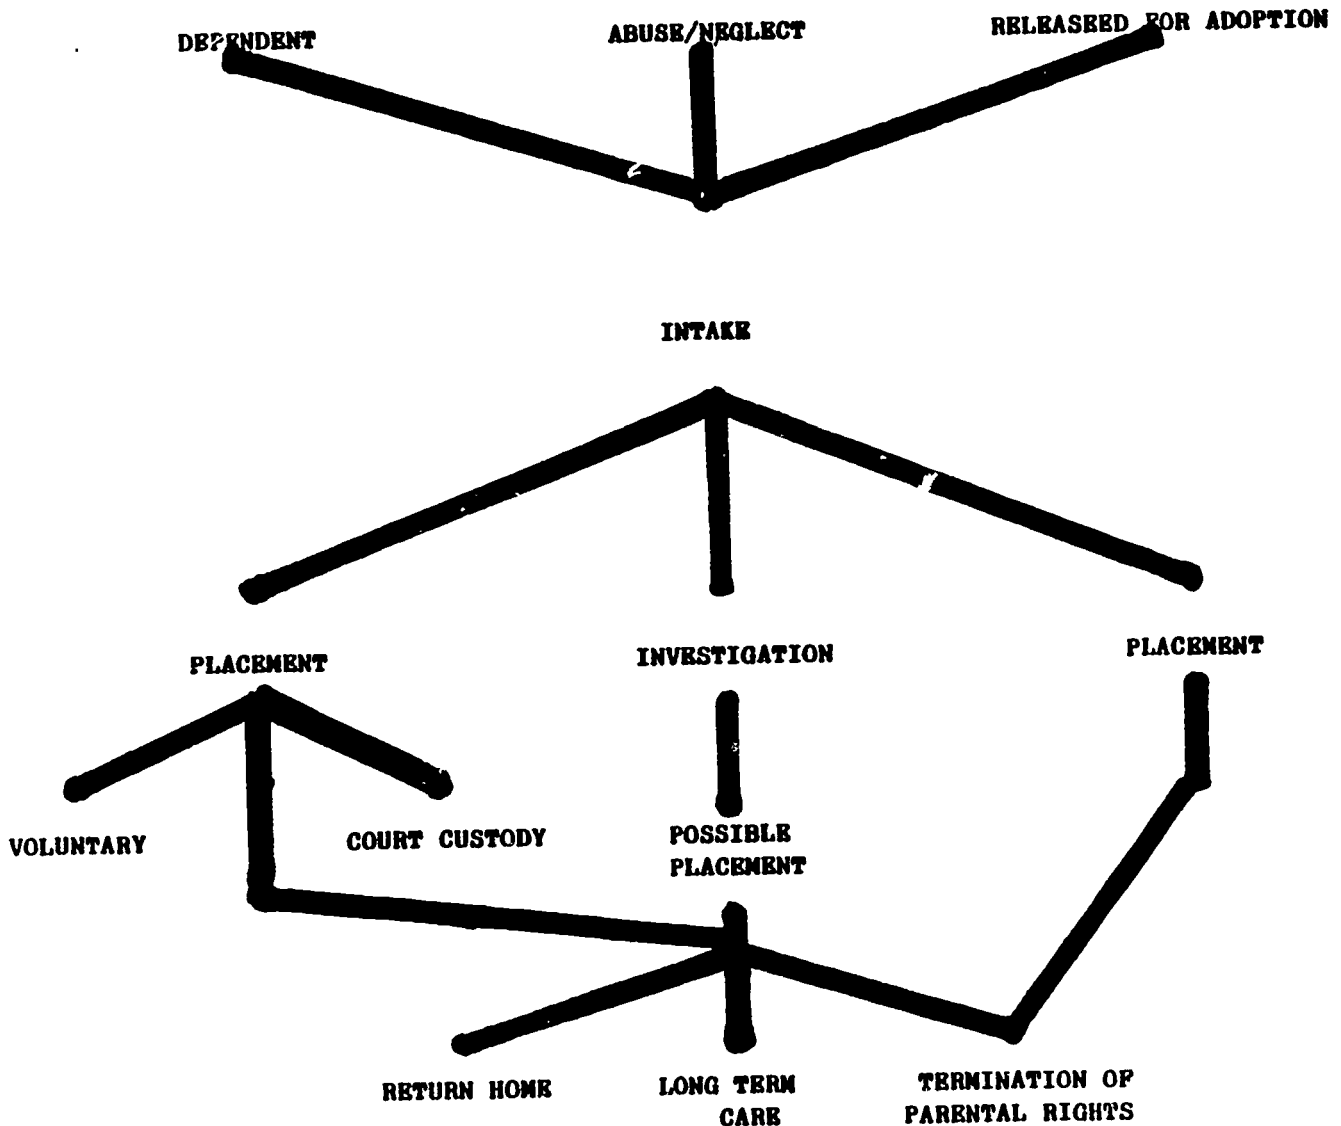 DEPENDENT ABUSE/NEGLECT RELEASEED FOR ADOPTION
INTAKE
PLACEMENT INVESTIGATION PLACEMENT
VOLUNTARY COURT CUSTODY POSSIBLE
PLACEMENT
RETURN HOME LONG TERM TERMINATION OF
CARE PARENTAL RIGHTS